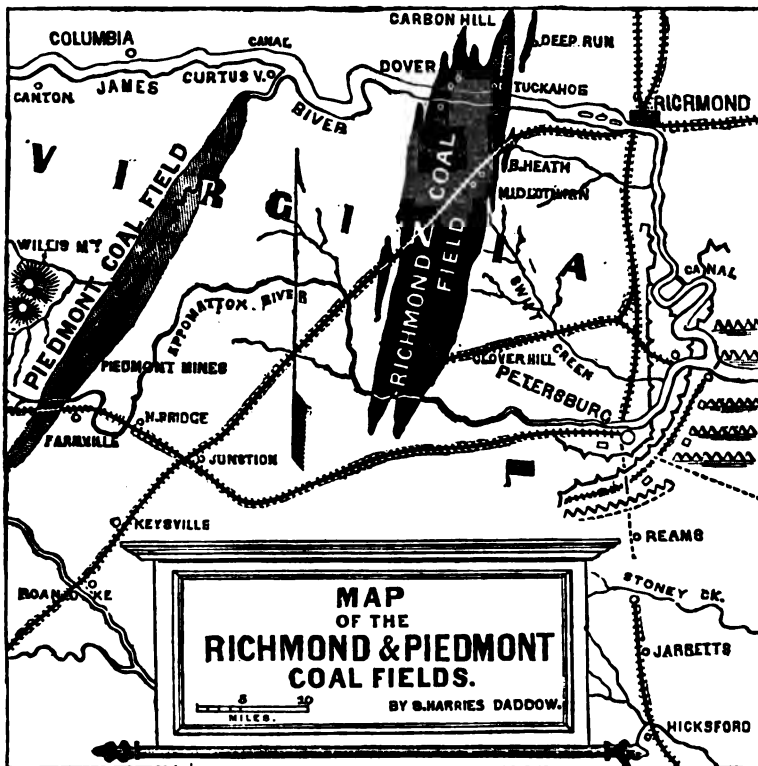 CARBON HILL
COLUMBIA
CANAL
DEEP RUN
DOVER
CURTUS V.
JAMES
CANTON
TUCKAHOE
RIVER
RICHMOND
VIRGINIA
COAL
B. HEATH
MIDLOTHIAN
WILLIS MT.
PIEDMONT COAL FIELD
RICHMOND
FIELD
CANAL
APPOMATTOX RIVER
SWIFT
CREEK
PIEDMONT MINES
CLOVER HILL
PETERSBURG
FARMVILLE
H. BRIDGE
JUNSTION
KEYSVILLE
REAMS
ROANOKE
STONEY CK.
MAP
OF THE
RICHMOND & PIEDMONT
COAL FIELDS.
5 10
MILES.
BY S. HARRIES DADDOW.
JARRETTS
HICKSFORD